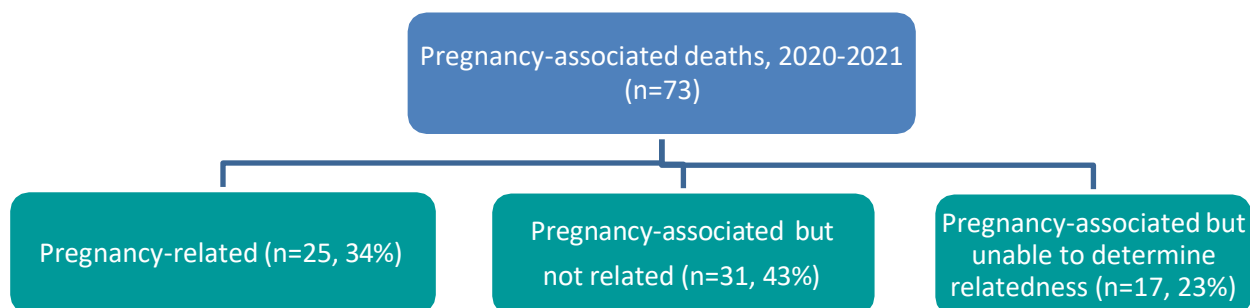 Pregnancy-associated deaths, 2020-2021
(n=73)
Pregnancy-related (n=25, 34%)
Pregnancy-associated but
not related (n=31, 43%)
Pregnancy-associated but
unable to determine
relatedness (n=17, 23%)